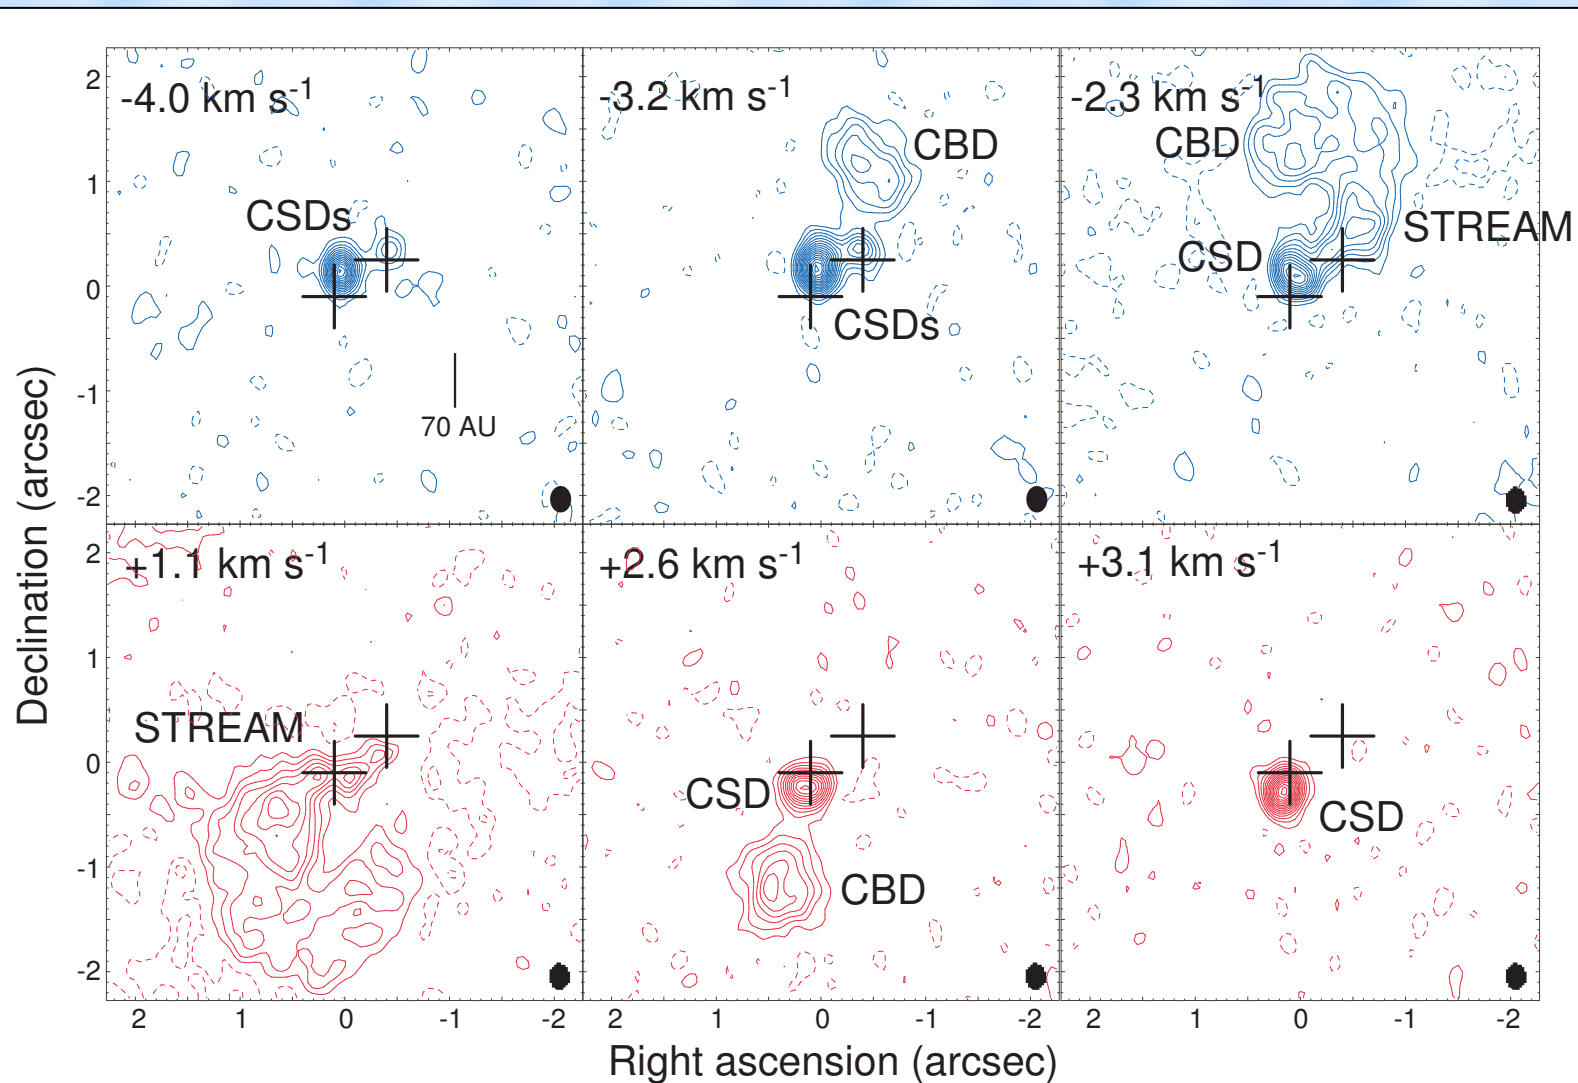 -4.0 km s-1
-3.2 km s-1
-2.3 km s-1
CBD
CBD
CSDs
STREAM
CSD
CSDs
70 AU
2
1
0
-1
-2
+1.1 km s-1
+2.6 km s-1
+3.1 km s-1
STREAM
CSD
CSD
CBD
2
1
0
-1
-2
2 1 0 -1 -2
2 1 0 -1 -2
2 1 0 -1 -2
Declination (arcsec)
Right ascension (arcsec)